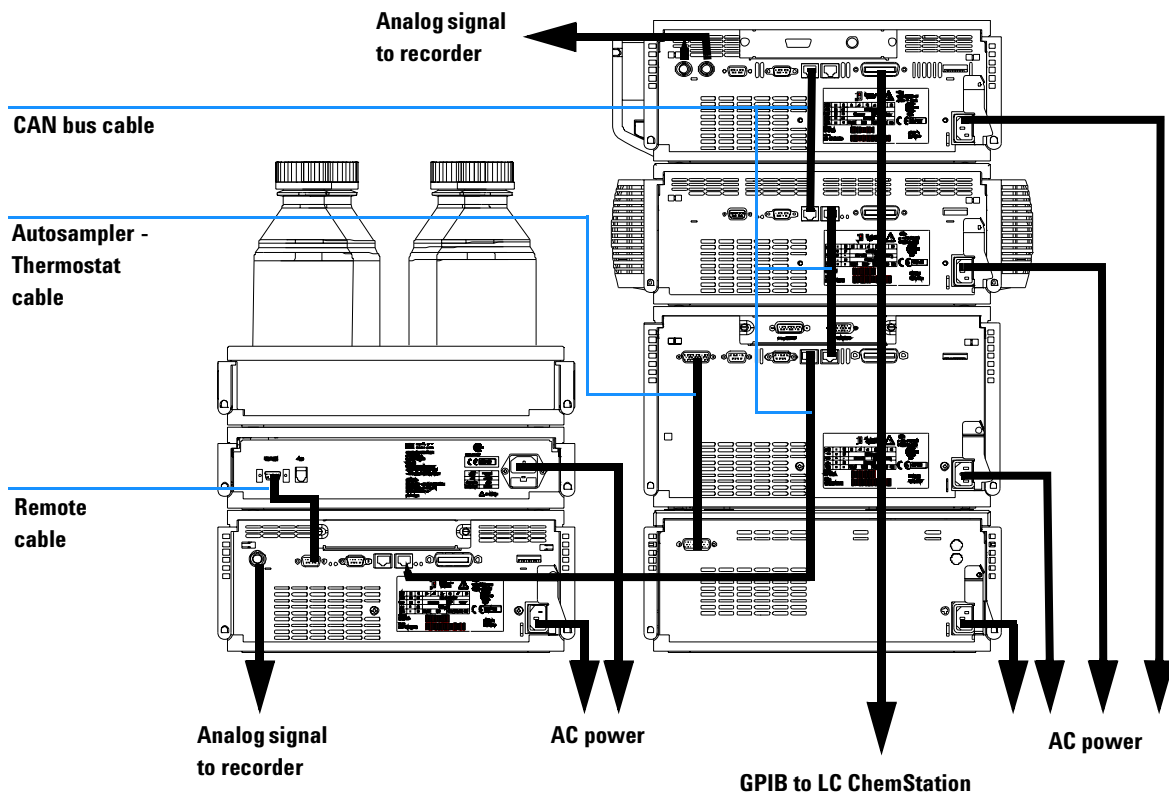 Analog signal
to recorder
CAN bus cable
Autosampler -
Thermostat
cable
Remote
cable
Analog signal
to recorder
AC power
GPIB to LC ChemStation
AC power